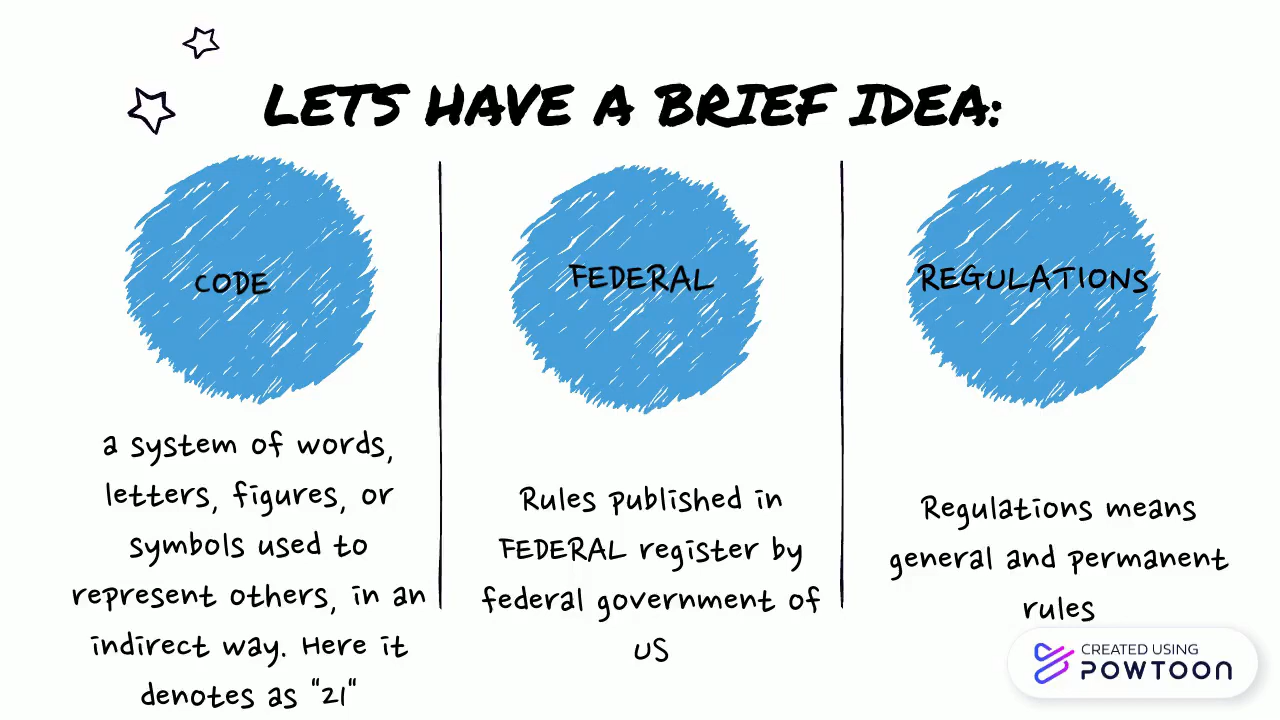 LETS HAVE A BRIEF IDEA:
CODE
a system of words,
letters, figures, or
symbols used to
represent others, in an
indirect way. Here it
denotes as "21"
FEDERAL
Rules published in
FEDERAL register by
federal government of
US
REGULATIONS
Regulations means
general and permanent
rules
CREATED USING
POWTOON